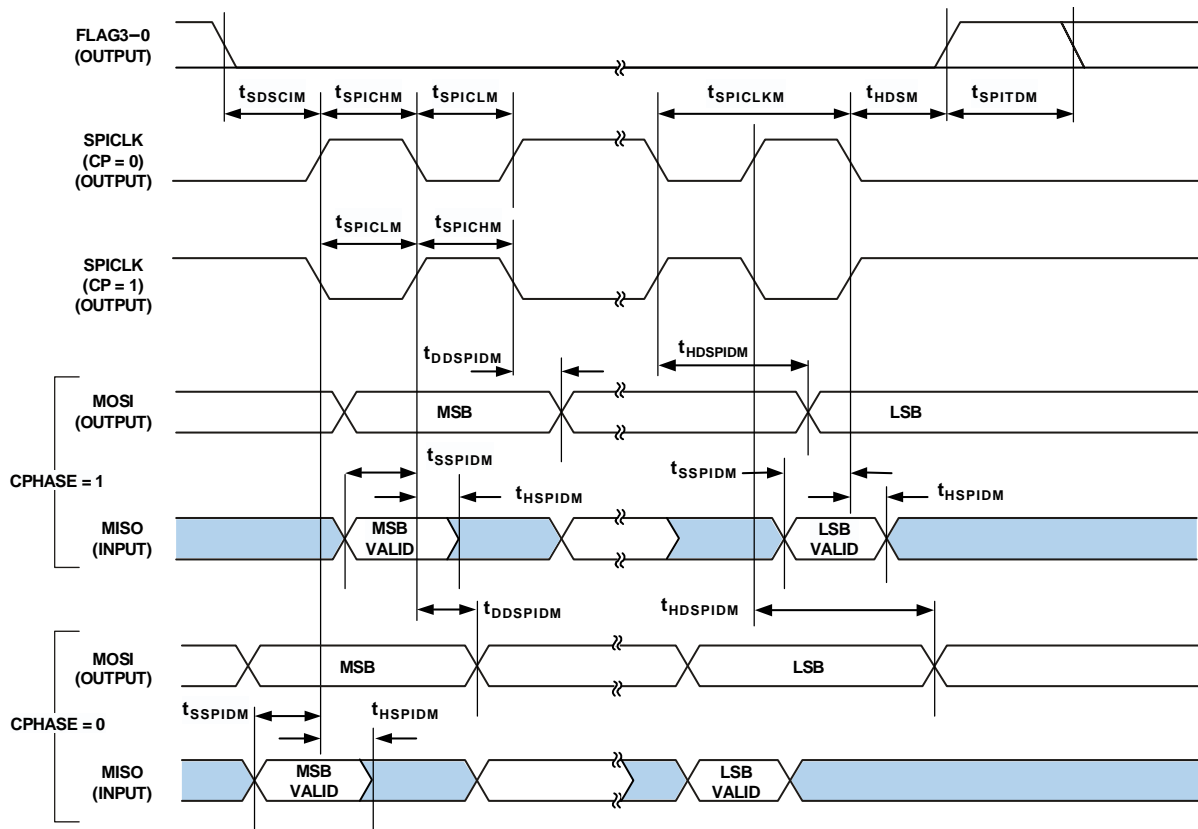 FLAG3–0
(OUTPUT)
tSDSCIM
tSPICHM
tSPICLM
tSPICLKM
tHDSM
tSPITDM
SPICLK
(CP = 0)
(OUTPUT)
tSPICLM
tSPICHM
SPICLK
(CP = 1)
(OUTPUT)
tDDSPIDM
tHDSPIDM
MOSI
(OUTPUT)
MSB
LSB
CPHASE = 1
tSSPIDM
tHSPIDM
tSSPIDM
tHSPIDM
MISO
(INPUT)
MSB
VALID
LSB
VALID
tDDSPIDM
tHDSPIDM
MOSI
(OUTPUT)
MSB
LSB
CPHASE = 0
tSSPIDM
tHSPIDM
MISO
(INPUT)
MSB
VALID
LSB
VALID